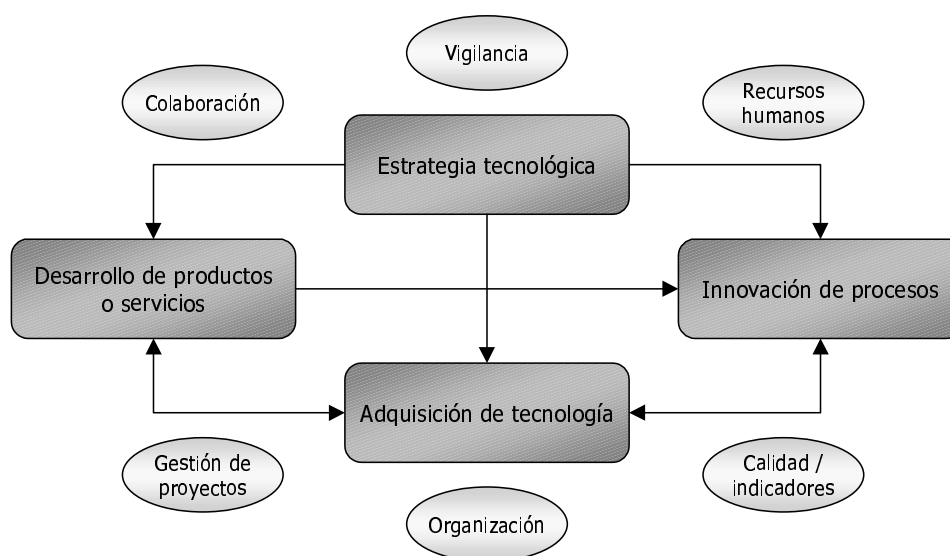 Vigilancia
Colaboración
Recursos
humanos
Estrategia tecnológica
Desarrollo de productos
o servicios
Innovación de procesos
Adquisición de tecnología
Gestión de
proyectos
Calidad /
indicadores
Organización